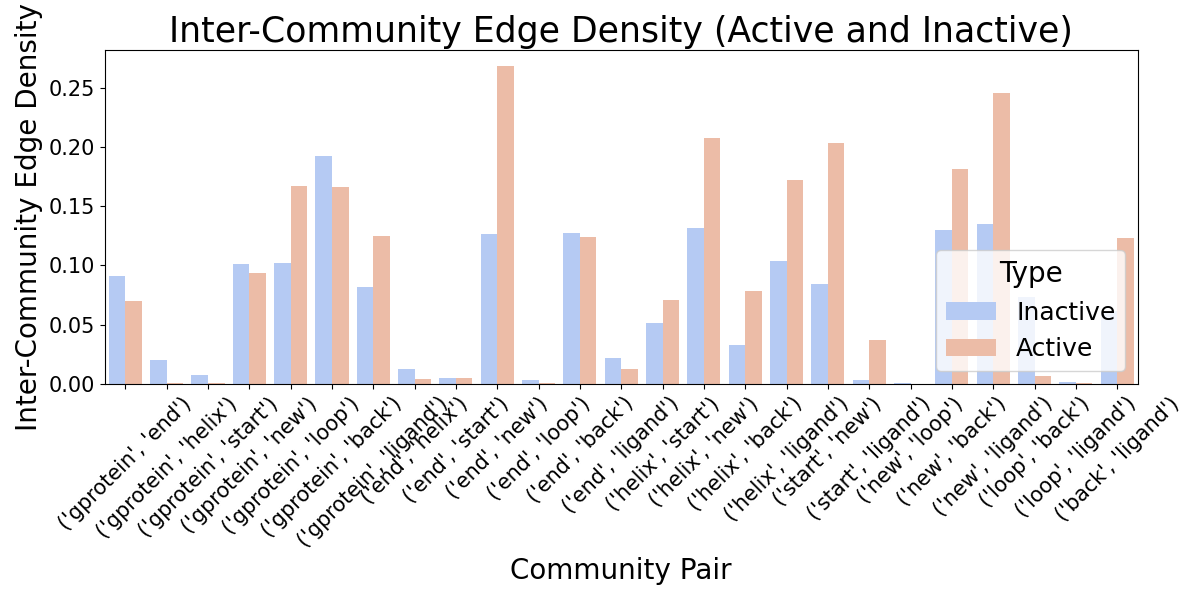 Inter-Community Edge Density (Active and Inactive)
Inter-Community Edge Density
0.25
0.20
0.15
0.10
0.05
0.00
Type
Inactive
Active
('gprotein', 'end')
('gprotein', 'helix')
('gprotein', 'start')
('gprotein', 'new')
('gprotein', 'loop')
('gprotein', 'back')
('gprotein', 'ligand')
('end', 'helix')
('end', 'start')
('end', 'new')
('end', 'loop')
('end', 'back')
('end', 'ligand')
('helix', 'start')
('helix', 'new')
('helix', 'back')
('helix', 'ligand')
('start', 'new')
('start', 'ligand')
('new', 'loop')
('new', 'back')
('new', 'ligand')
('loop', 'back')
('loop', 'ligand')
('back', 'ligand')
Community Pair